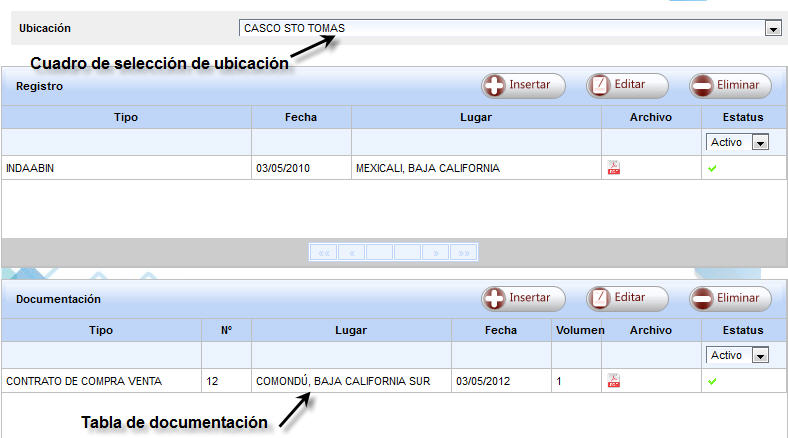 Ubicación CASCO STO TOMAS
Cuadro de selección de ubicación
Registro Insertar Editar Eliminar
Tipo Fecha Lugar Archivo Estatus
Activo
INDAABIN 03/05/2010 MEXICALI, BAJA CALIFORNIA
«« « » »»
Documentación Insertar Editar Eliminar
Tipo Nº Lugar Fecha Volumen Archivo Estatus
Activo
CONTRATO DE COMPRA VENTA 12 COMONDÚ, BAJA CALIFORNIA SUR 03/05/2012 1
Tabla de documentación